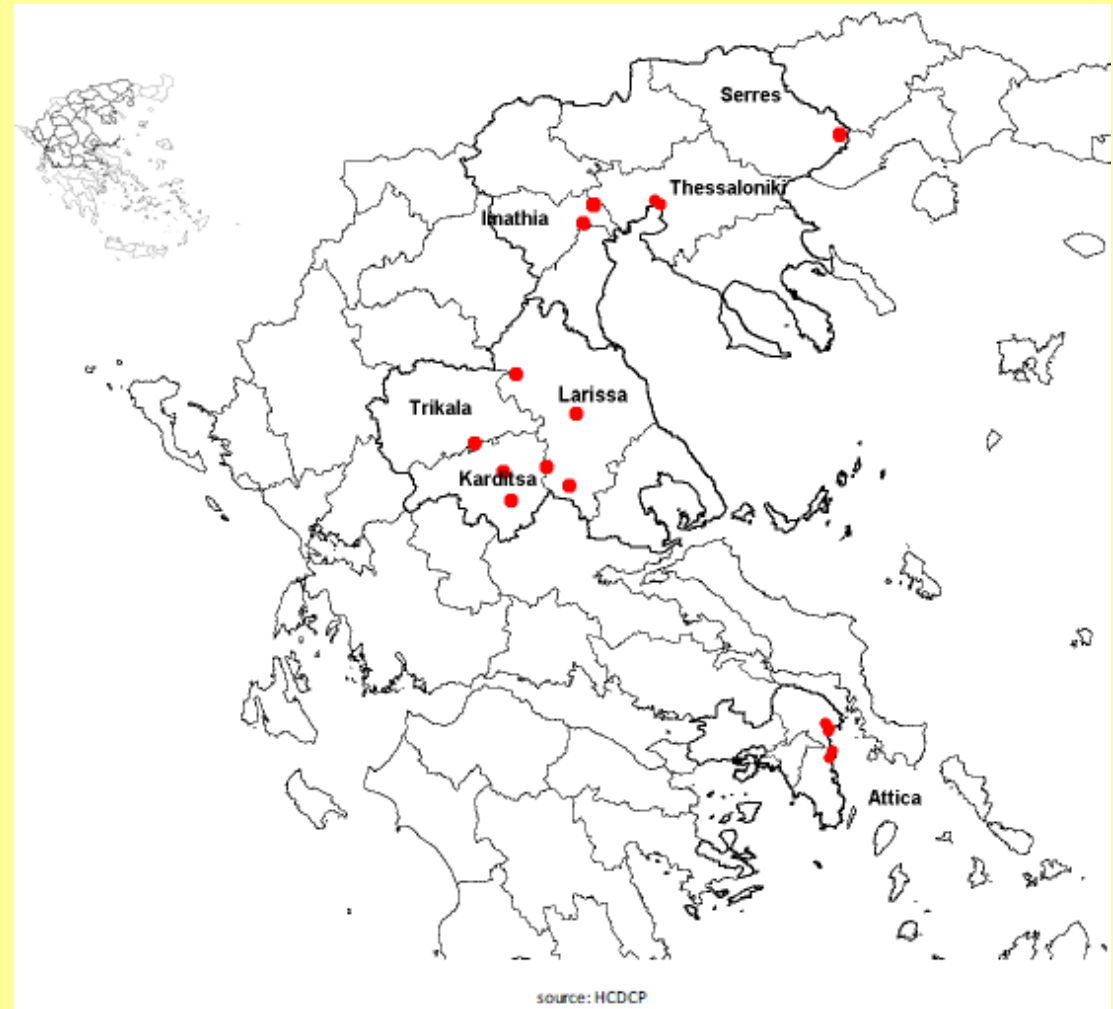 Serres
Thessaloniki
Imathia
Larissa
Trikala
Karditsa
Attica
source: HCDCP